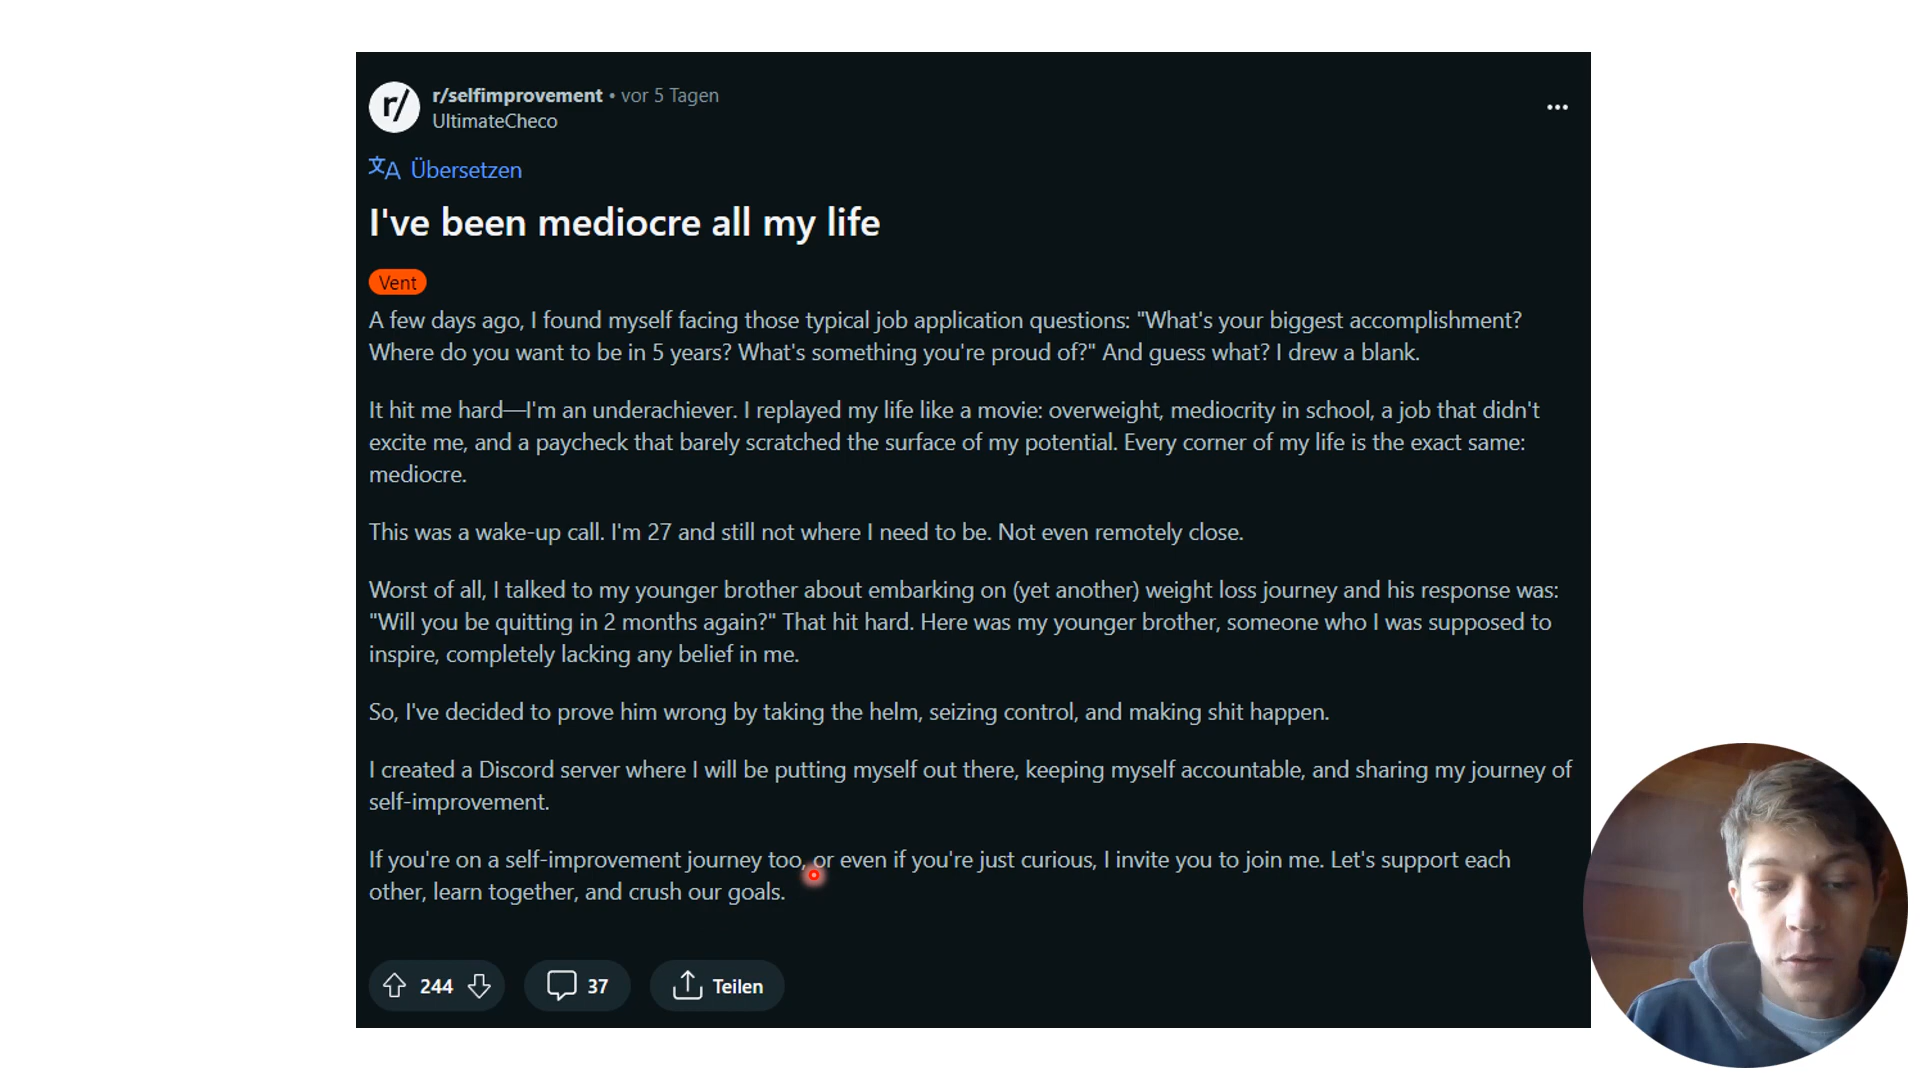 r/
r/selfimprovement • vor 5 Tagen
UltimateCheco
文A Übersetzen
I've been mediocre all my life
Vent
A few days ago, I found myself facing those typical job application questions: "What's your biggest accomplishment?
Where do you want to be in 5 years? What's something you're proud of?" And guess what? I drew a blank.
It hit me hard—I'm an underachiever. I replayed my life like a movie: overweight, mediocrity in school, a job that didn't
excite me, and a paycheck that barely scratched the surface of my potential. Every corner of my life is the exact same:
mediocre.
This was a wake-up call. I'm 27 and still not where I need to be. Not even remotely close.
Worst of all, I talked to my younger brother about embarking on (yet another) weight loss journey and his response was:
"Will you be quitting in 2 months again?" That hit hard. Here was my younger brother, someone who I was supposed to
inspire, completely lacking any belief in me.
So, I've decided to prove him wrong by taking the helm, seizing control, and making shit happen.
I created a Discord server where I will be putting myself out there, keeping myself accountable, and sharing my journey of
self-improvement.
If you're on a self-improvement journey too, or even if you're just curious, I invite you to join me. Let's support each
other, learn together, and crush our goals.
244
37
Teilen